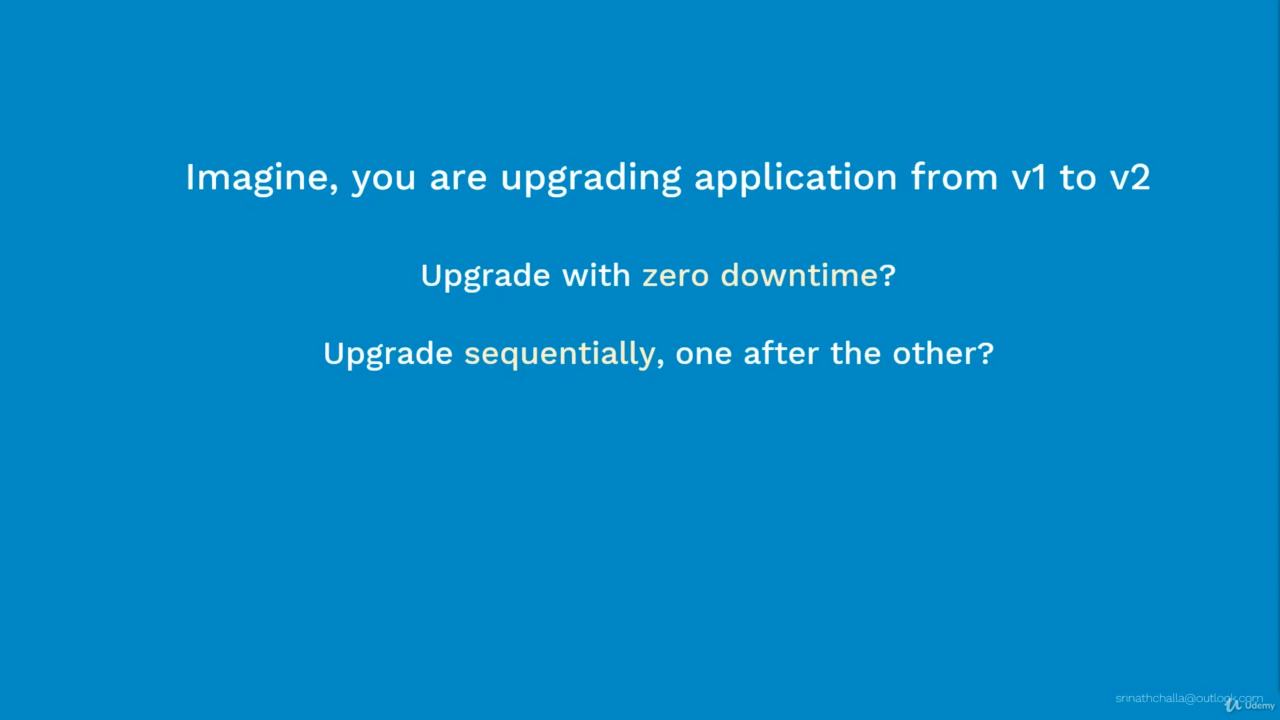 Imagine, you are upgrading application from v1 to v2
Upgrade with zero downtime?
Upgrade sequentially, one after the other?
srinathchalla@outlook.com
Udemy